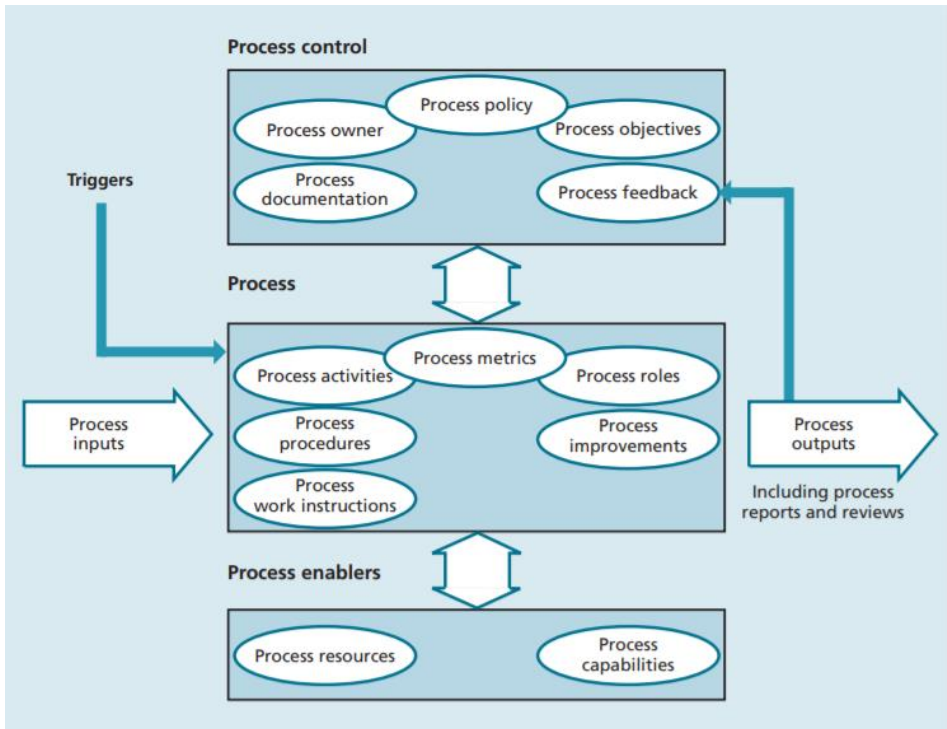 Process control
Process policy
Process owner
Process objectives
Process
documentation
Process feedback
Triggers
Process
Process metrics
Process activities
Process roles
Process
inputs
Process
procedures
Process
improvements
Process
outputs
Process
work instructions
Including process
reports and reviews
Process enablers
Process resources
Process
capabilities